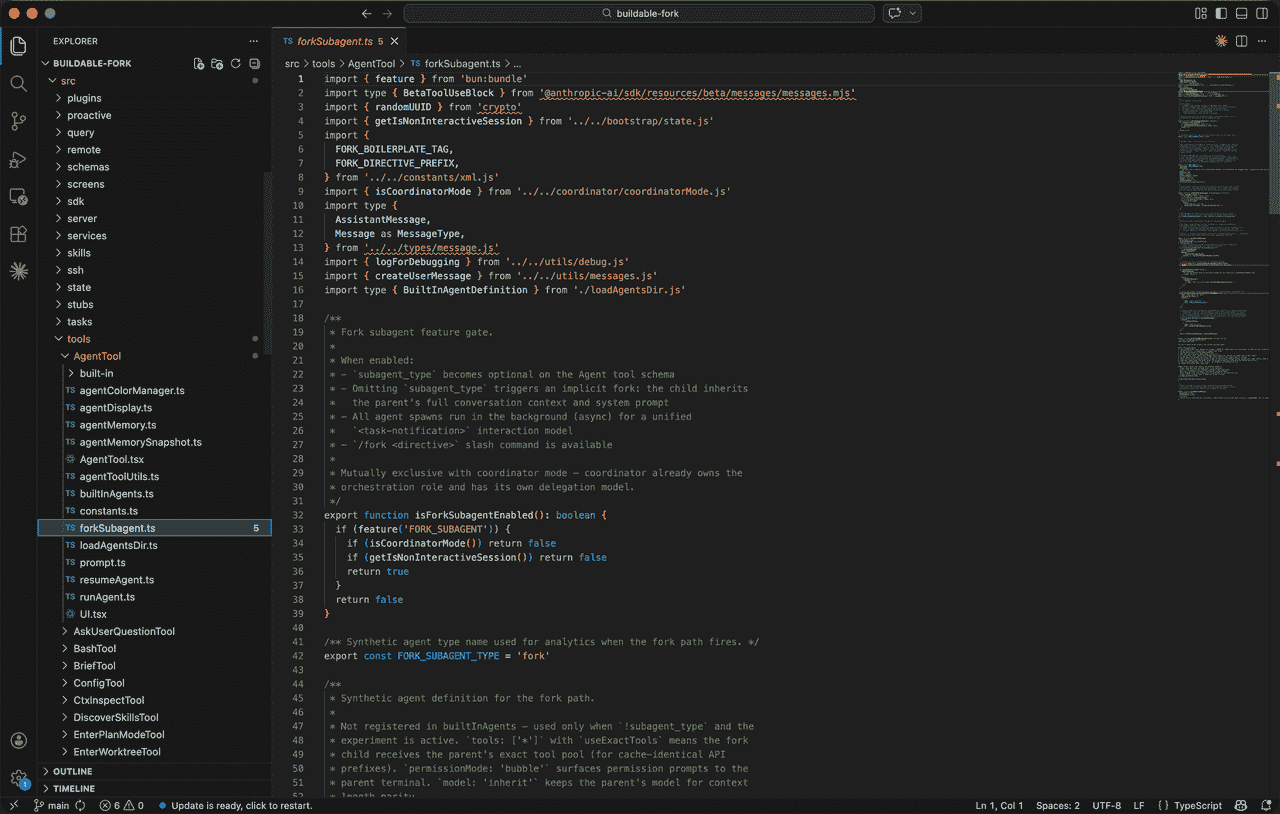 buildable-fork
EXPLORER
BUILDABLE-FORK
src
plugins
proactive
query
remote
schemas
screens
sdk
server
services
skills
ssh
state
stubs
tasks
tools
AgentTool
built-in
TS agentColorManager.ts
TS agentDisplay.ts
TS agentMemory.ts
TS agentMemorySnapshot.ts
AgentTool.tsx
TS agentToolUtils.ts
TS builtInAgents.ts
TS constants.ts
TS forkSubagent.ts 5
TS loadAgentsDir.ts
TS prompt.ts
TS resumeAgent.ts
TS runAgent.ts
UI.tsx
AskUserQuestionTool
BashTool
BriefTool
ConfigTool
CtxInspectTool
DiscoverSkillsTool
EnterPlanModeTool
EnterWorktreeTool
OUTLINE
TIMELINE
1
TS forkSubagent.ts 5
src > tools > AgentTool > TS forkSubagent.ts > ...
1 import { feature } from 'bun:bundle'
2 import type { BetaToolUseBlock } from '@anthropic-ai/sdk/resources/beta/messages/messages.mjs'
3 import { randomUUID } from 'crypto'
4 import { getIsNonInteractiveSession } from '../../bootstrap/state.js'
5 import {
6 FORK_BOILERPLATE_TAG,
7 FORK_DIRECTIVE_PREFIX,
8 } from '../../constants/xml.js'
9 import { isCoordinatorMode } from '../../coordinator/coordinatorMode.js'
10 import type {
11 AssistantMessage,
12 Message as MessageType,
13 } from '../../types/message.js'
14 import { logForDebugging } from '../../utils/debug.js'
15 import { createUserMessage } from '../../utils/messages.js'
16 import type { BuiltInAgentDefinition } from './loadAgentsDir.js'
17
18 /**
19 * Fork subagent feature gate.
20 *
21 * When enabled:
22 * - `subagent_type` becomes optional on the Agent tool schema
23 * - Omitting `subagent_type` triggers an implicit fork: the child inherits
24 * the parent's full conversation context and system prompt
25 * - All agent spawns run in the background (async) for a unified
26 * `<task-notification>` interaction model
27 * - `/fork <directive>` slash command is available
28 *
29 * Mutually exclusive with coordinator mode — coordinator already owns the
30 * orchestration role and has its own delegation model.
31 */
32 export function isForkSubagentEnabled(): boolean {
33 if (feature('FORK_SUBAGENT')) {
34 if (isCoordinatorMode()) return false
35 if (getIsNonInteractiveSession()) return false
36 return true
37 }
38 return false
39 }
40
41 /** Synthetic agent type name used for analytics when the fork path fires. */
42 export const FORK_SUBAGENT_TYPE = 'fork'
43
44 /**
45 * Synthetic agent definition for the fork path.
46 *
47 * Not registered in builtInAgents — used only when `!subagent_type` and the
48 * experiment is active. `tools: ['*']` with `useExactTools` means the fork
49 * child receives the parent's exact tool pool (for cache-identical API
50 * prefixes). `permissionMode: 'bubble'` surfaces permission prompts to the
51 * parent terminal. `model: 'inherit'` keeps the parent's model for context
52 * length parity.
main
6 0
Update is ready, click to restart.
Ln 1, Col 1
Spaces: 2
UTF-8
LF
{ } TypeScript